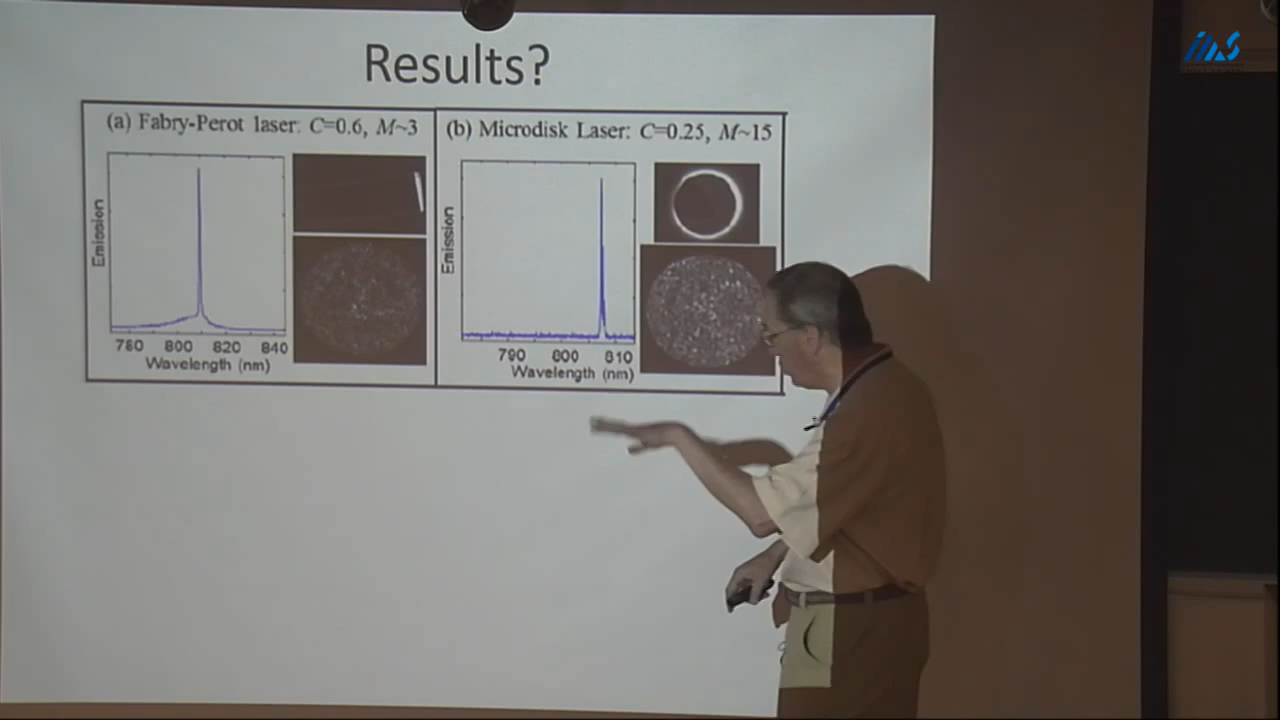 IMS
Results?
(a) Fabry-Perot laser: C=0.6, M~3
Emission
780 800 820 840
Wavelength (nm)
(b) Microdisk Laser: C=0.25, M~15
Emission
790 800 810
Wavelength (nm)